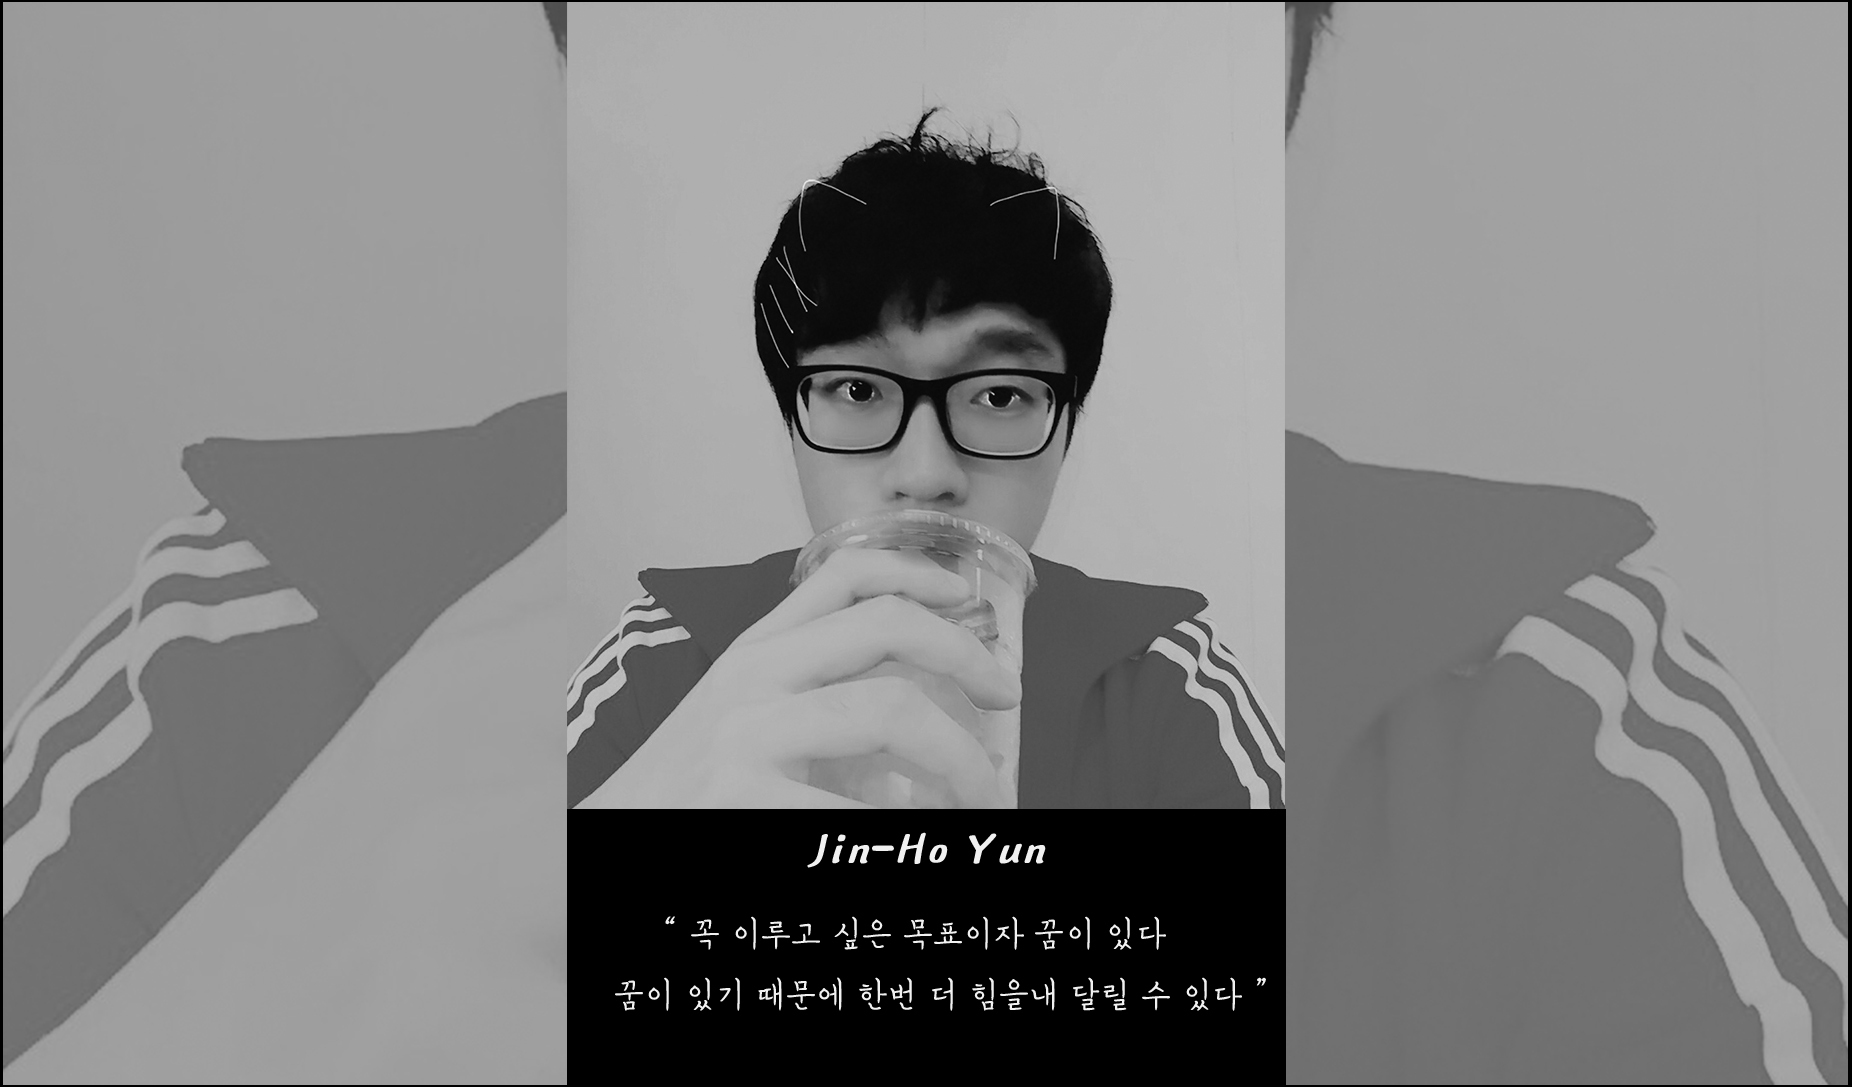 Jin-Ho Yun
“ 꼭 이루고 싶은 목표이자 꿈이 있다
꿈이 있기 때문에 한번 더 힘을내 달릴 수 있다 ”